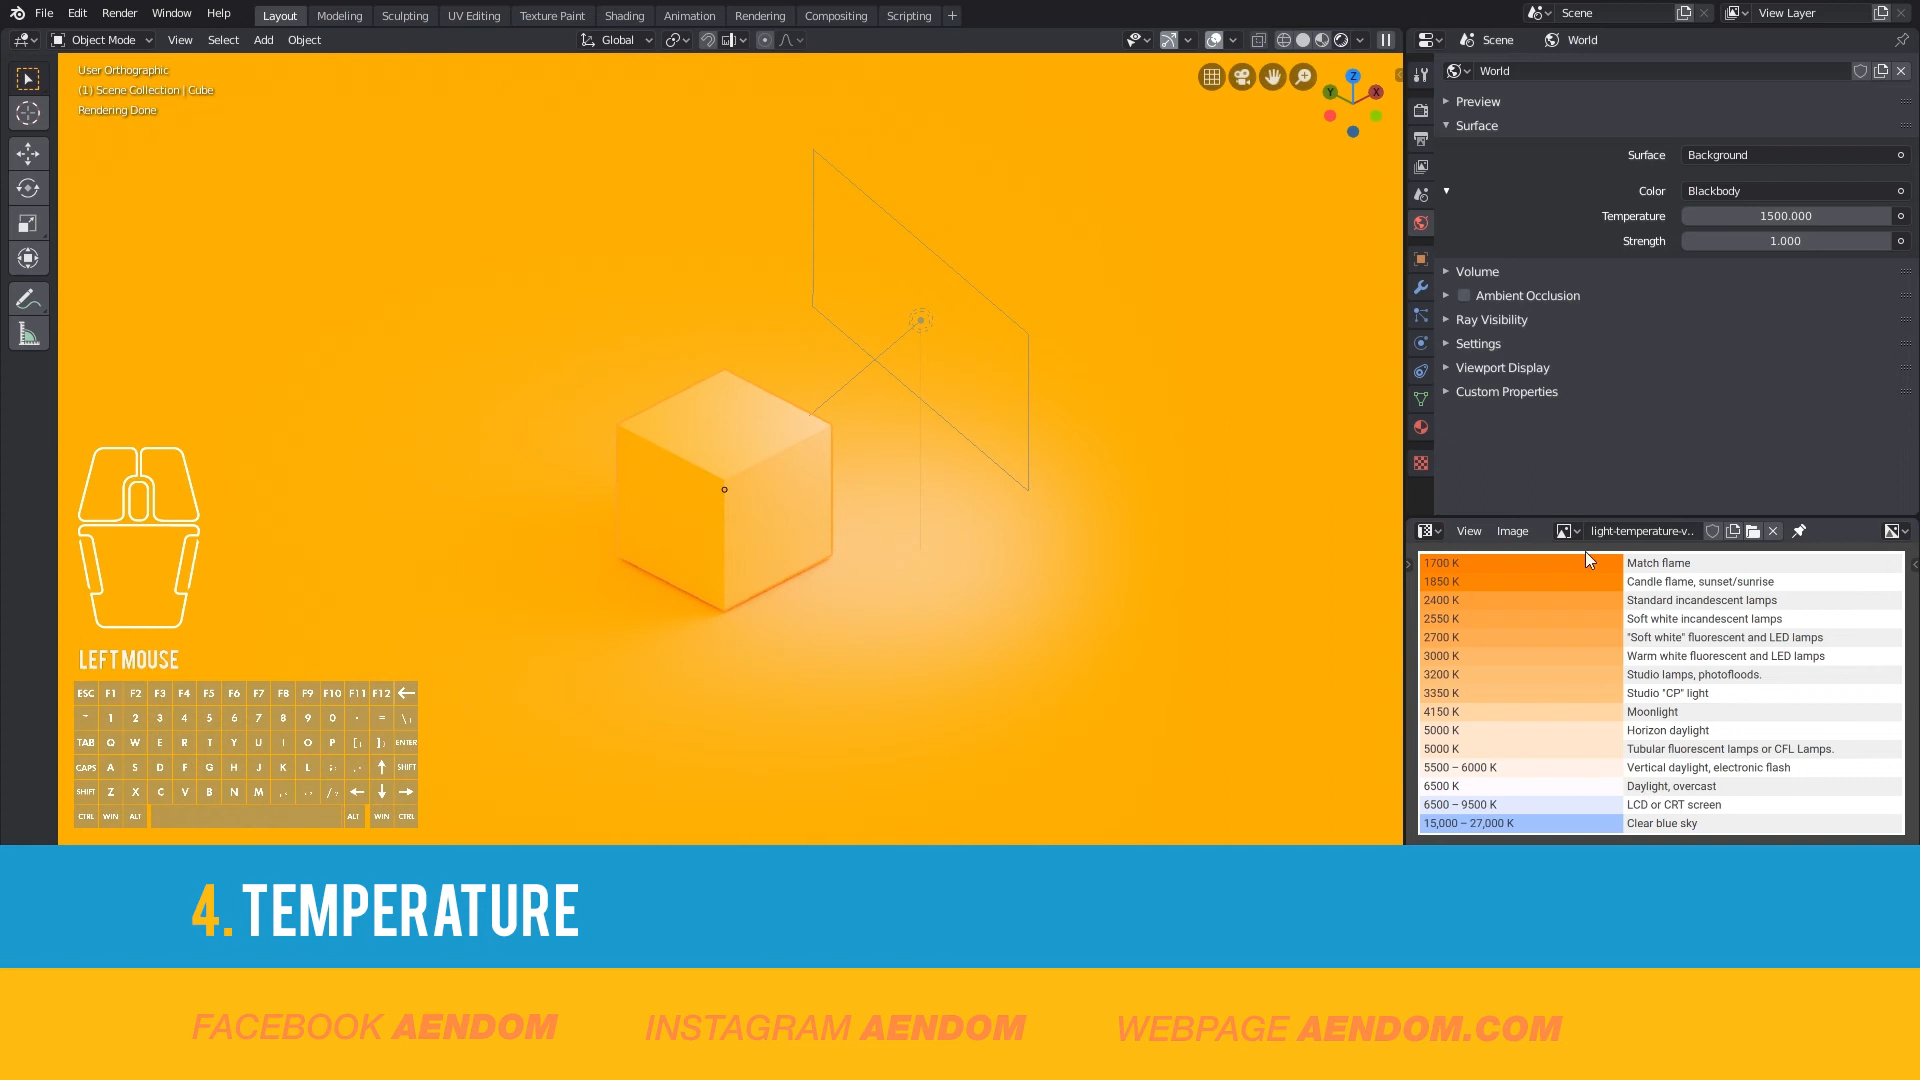 File Edit Render Window Help Layout Modeling Sculpting UV Editing Texture Paint Shading Animation Rendering Compositing Scripting + Scene View Layer
Object Mode View Select Add Object Global Scene World
User Orthographic
(1) Scene Collection | Cube
Rendering Done
Z
Y
X
World
Preview
Surface
Surface Background
Color Blackbody
Temperature 1500.000
Strength 1.000
Volume
Ambient Occlusion
Ray Visibility
Settings
Viewport Display
Custom Properties
View Image light-temperature-v..
1700 K Match flame
1850 K Candle flame, sunset/sunrise
2400 K Standard incandescent lamps
2550 K Soft white incandescent lamps
2700 K "Soft white" fluorescent and LED lamps
3000 K Warm white fluorescent and LED lamps
3200 K Studio lamps, photofloods.
3350 K Studio "CP" light
4150 K Moonlight
5000 K Horizon daylight
5000 K Tubular fluorescent lamps or CFL Lamps.
5500 – 6000 K Vertical daylight, electronic flash
6500 K Daylight, overcast
6500 – 9500 K LCD or CRT screen
15,000 – 27,000 K Clear blue sky
LEFT MOUSE
ESC F1 F2 F3 F4 F5 F6 F7 F8 F9 F10 F11 F12 ←
~ 1 2 3 4 5 6 7 8 9 0 - =
TAB Q W E R T Y U I O P [ ] ENTER
CAPS A S D F G H J K L ; ↑ SHIFT
SHIFT Z X C V B N M , . / ← ↓ →
CTRL WIN ALT ALT WIN CTRL
4. TEMPERATURE
FACEBOOK AENDOM INSTAGRAM AENDOM WEBPAGE AENDOM.COM